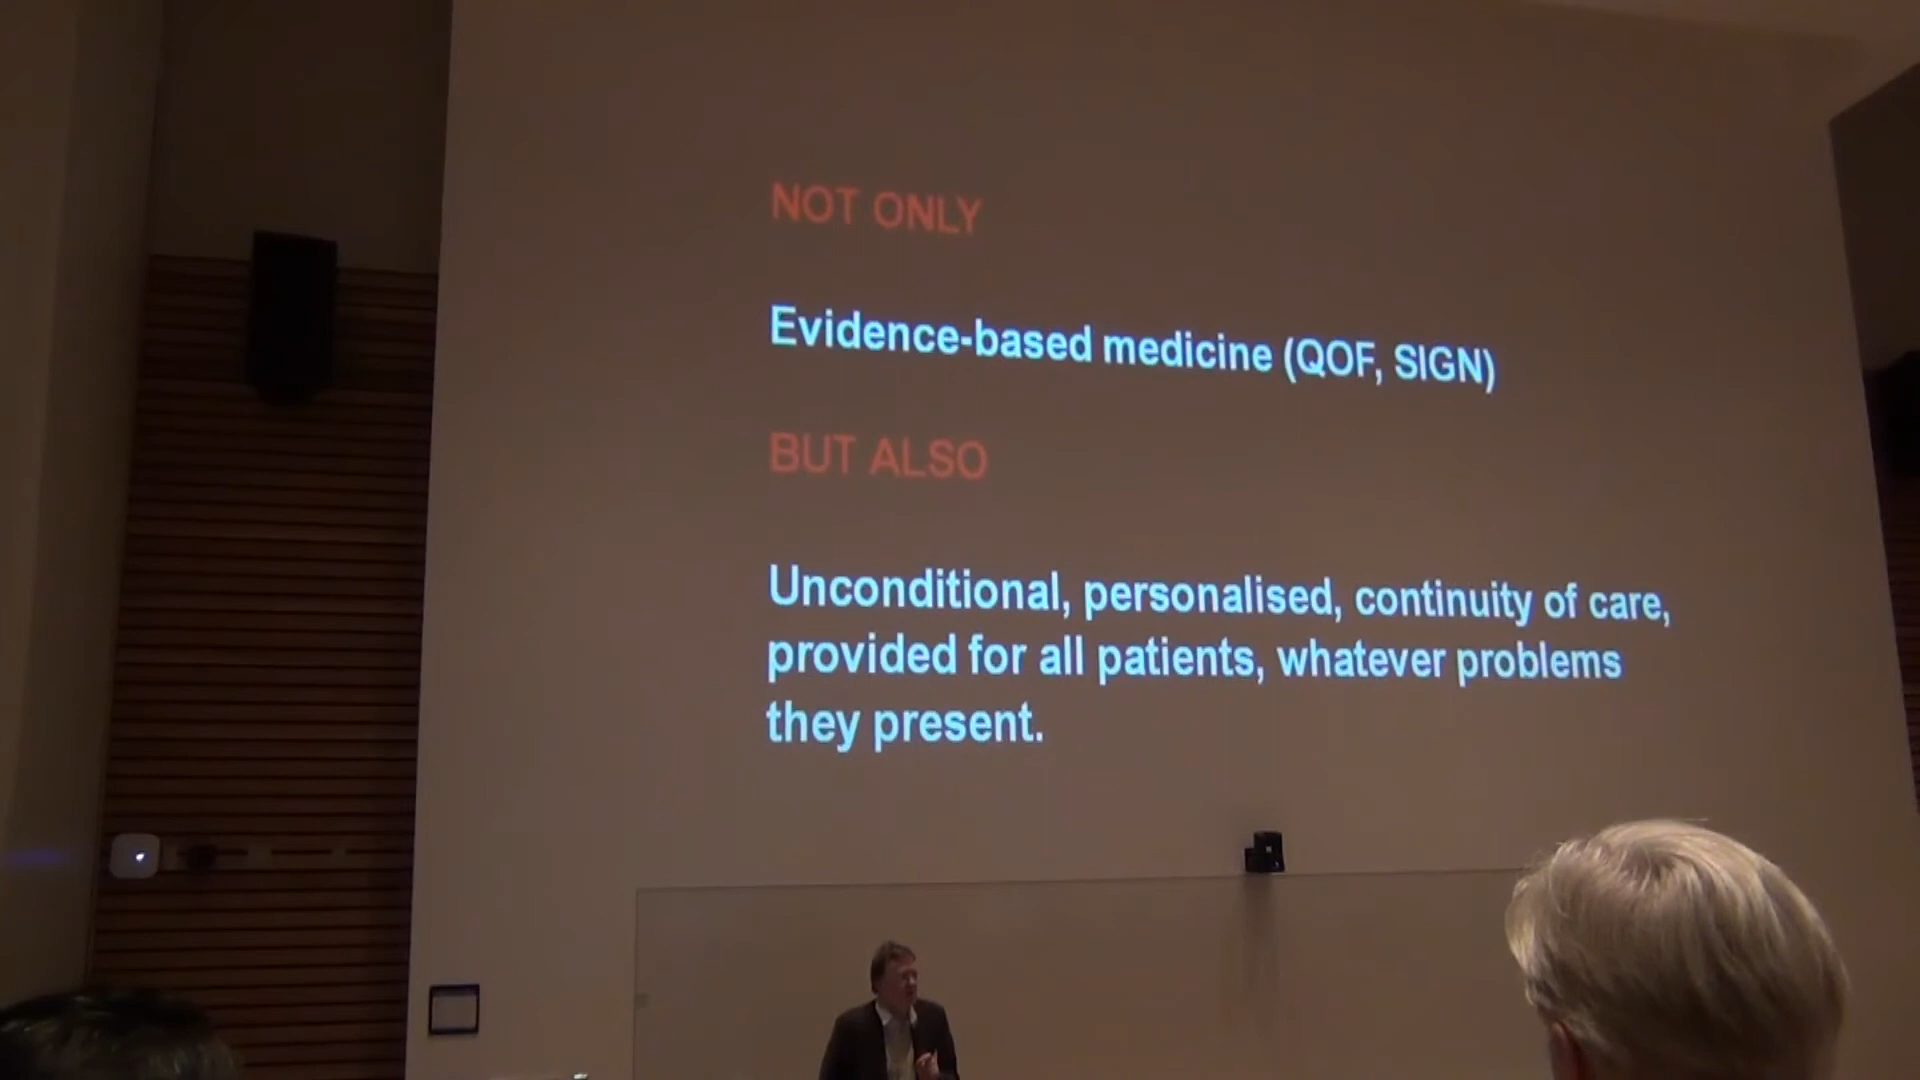 NOT ONLY
Evidence-based medicine (QOF, SIGN)
BUT ALSO
Unconditional, personalised, continuity of care,
provided for all patients, whatever problems
they present.